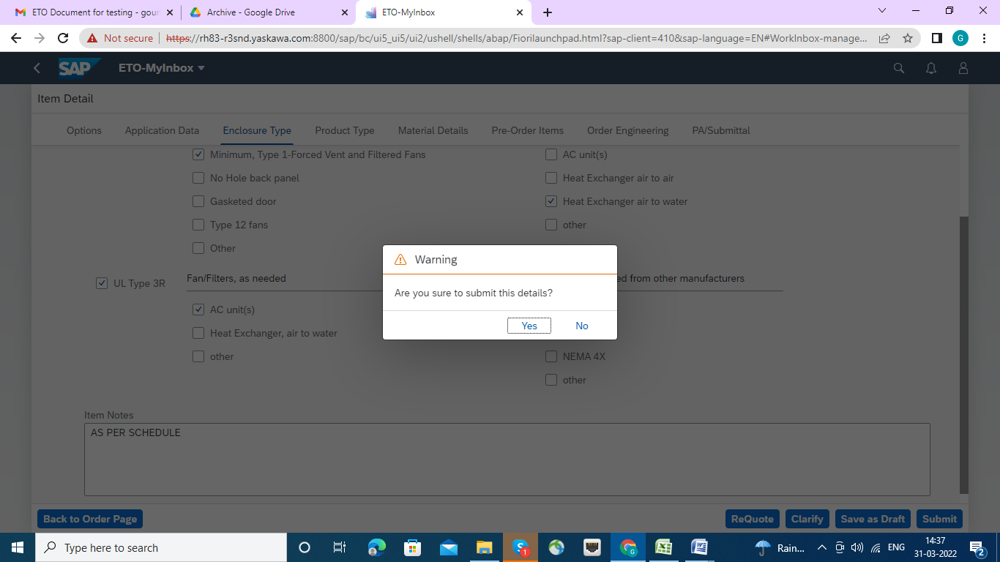 ETO Document for testing - gour
Archive - Google Drive
ETO-MyInbox
Not secure
https://rh83-r3snd.yaskawa.com:8800/sap/bc/ui5_ui5/ui2/ushell/shells/abap/Fiorilaunchpad.html?sap-client=410&sap-language=EN#WorkInbox-manage...
G
SAP
ETO-MyInbox
Item Detail
Options
Application Data
Enclosure Type
Product Type
Material Details
Pre-Order Items
Order Engineering
PA/Submittal
Minimum, Type 1-Forced Vent and Filtered Fans
AC unit(s)
No Hole back panel
Heat Exchanger air to air
Gasketed door
Heat Exchanger air to water
Type 12 fans
other
Other
Warning
Are you sure to submit this details?
Yes
No
UL Type 3R
Fan/Filters, as needed
ed from other manufacturers
AC unit(s)
Heat Exchanger, air to water
other
NEMA 4X
other
Item Notes
AS PER SCHEDULE
Back to Order Page
ReQuote
Clarify
Save as Draft
Submit
Type here to search
1
G
Rain...
ENG
14:37
31-03-2022
2